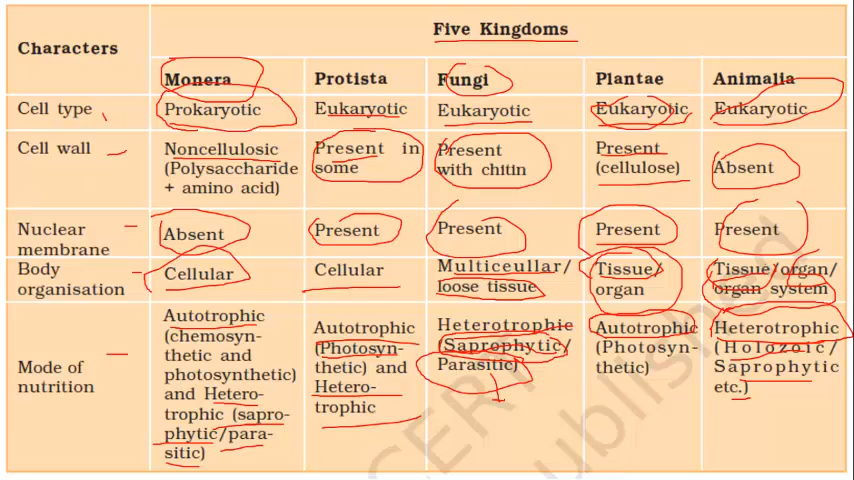 Characters
Five Kingdoms
Monera Protista Fungi Plantae Animalia
Cell type Prokaryotic Eukaryotic Eukaryotic Eukaryotic Eukaryotic
Cell wall
Noncellulosic
(Polysaccharide
+ amino acid)
Present in
some
Present
with chitin
Present
(cellulose)
Absent
Nuclear
membrane
Absent
Present
Present
Present
Present
Body
organisation
Cellular
Cellular
Multiceullar/
loose tissue
Tissue/
organ
Tissue/organ/
organ system
Mode of
nutrition
Autotrophic
(chemosyn-
thetic and
photosynthetic)
and Hetero-
trophic (sapro-
phytic/para-
sitic)
Autotrophic
(Photosyn-
thetic) and
Hetero-
trophic
Heterotrophic
(Saprophytic/
Parasitic)
Autotrophic
(Photosyn-
thetic)
Heterotrophic
(Holozoic/
Saprophytic
etc.)
CERT
ublished